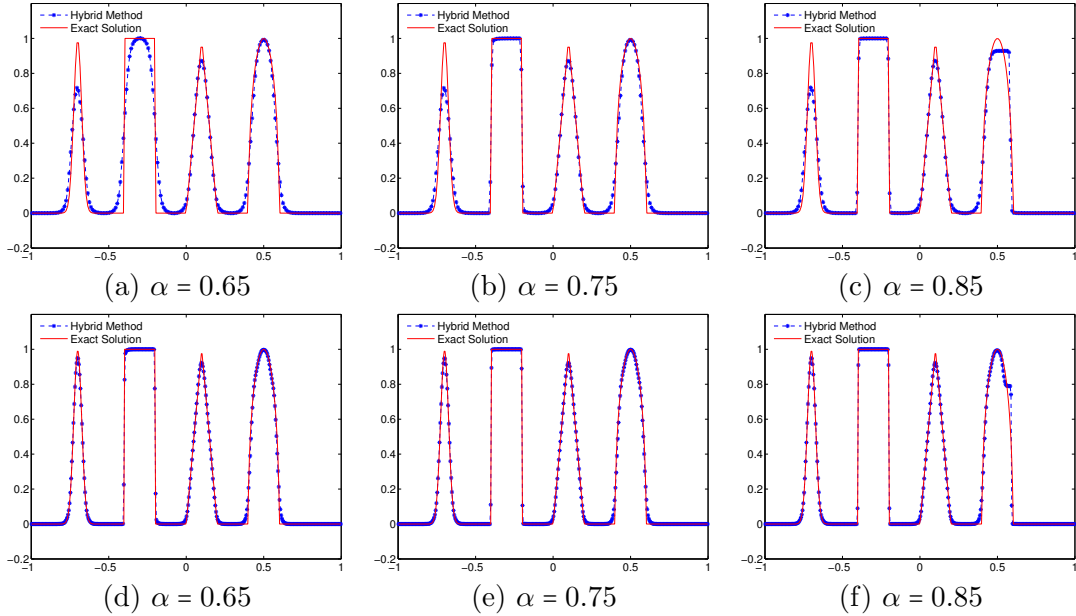 Hybrid Method
Exact Solution
1
0.8
0.6
0.4
0.2
0
−0.2
−1 −0.5 0 0.5 1
(a) α = 0.65
Hybrid Method
Exact Solution
1
0.8
0.6
0.4
0.2
0
−0.2
−1 −0.5 0 0.5 1
(b) α = 0.75
Hybrid Method
Exact Solution
1
0.8
0.6
0.4
0.2
0
−0.2
−1 −0.5 0 0.5 1
(c) α = 0.85
Hybrid Method
Exact Solution
1
0.8
0.6
0.4
0.2
0
−0.2
−1 −0.5 0 0.5 1
(d) α = 0.65
Hybrid Method
Exact Solution
1
0.8
0.6
0.4
0.2
0
−0.2
−1 −0.5 0 0.5 1
(e) α = 0.75
Hybrid Method
Exact Solution
1
0.8
0.6
0.4
0.2
0
−0.2
−1 −0.5 0 0.5 1
(f) α = 0.85